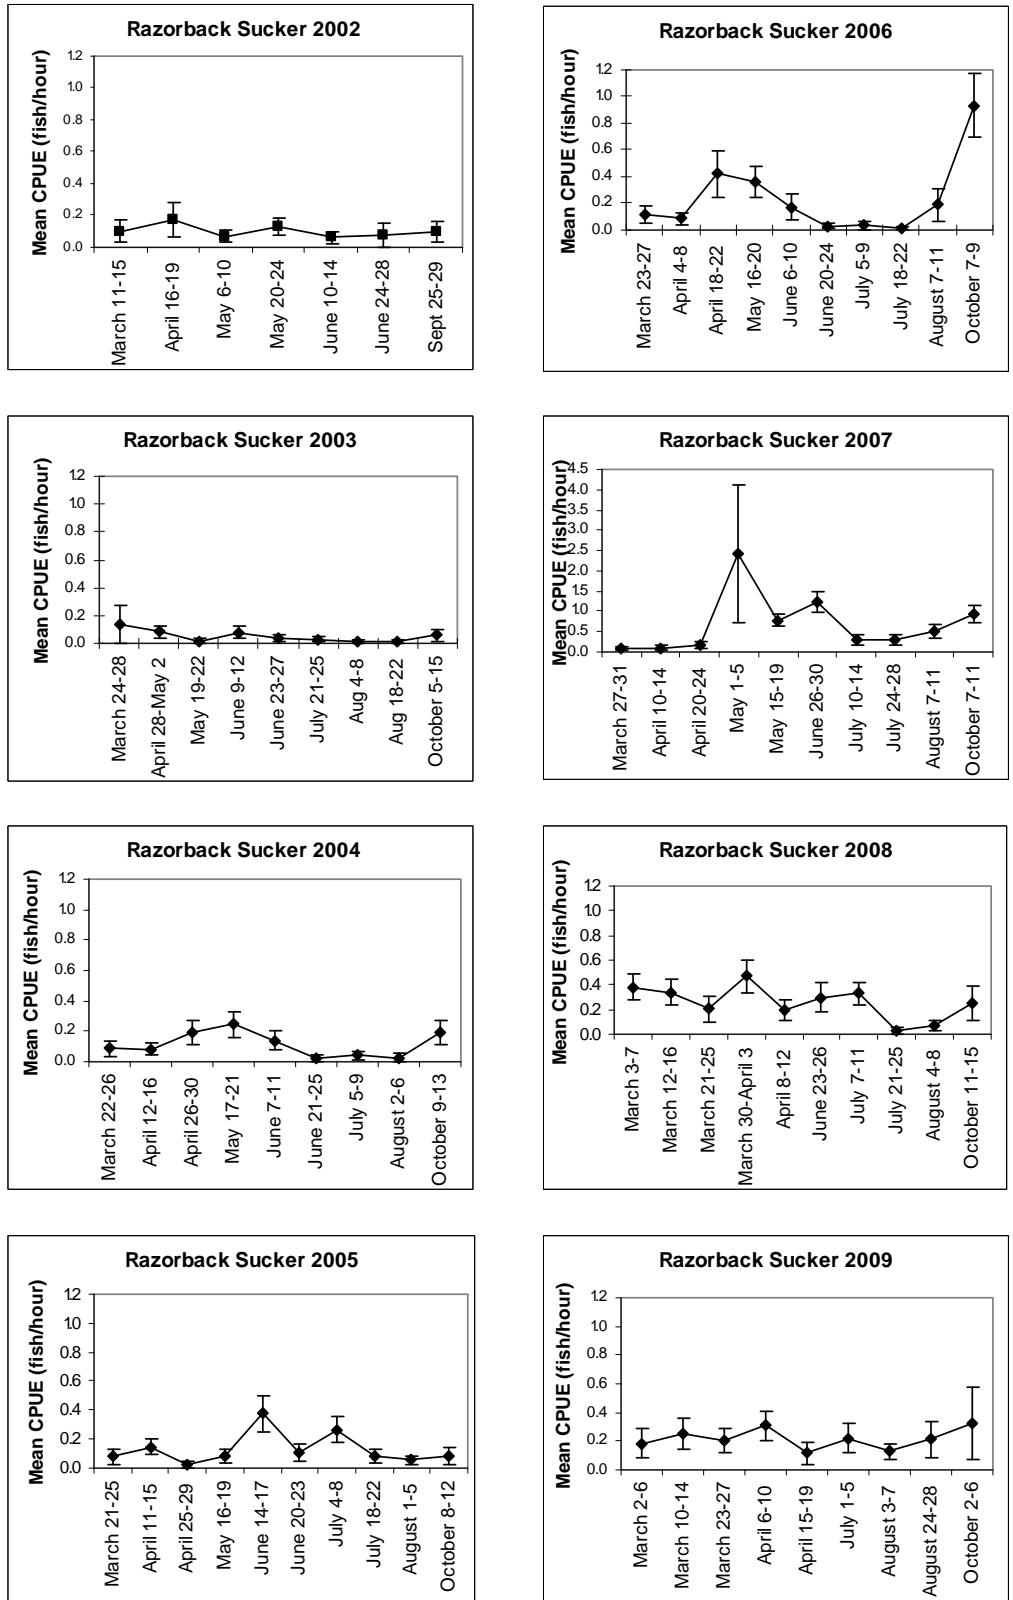 Razorback Sucker 2002
Mean CPUE (fish/hour)
1.2
1.0
0.8
0.6
0.4
0.2
0.0
March 11-15
April 16-19
May 6-10
May 20-24
June 10-14
June 24-28
Sept 25-29
Razorback Sucker 2006
Mean CPUE (fish/hour)
1.2
1.0
0.8
0.6
0.4
0.2
0.0
March 23-27
April 4-8
April 18-22
May 16-20
June 6-10
June 20-24
July 5-9
July 18-22
August 7-11
October 7-9
Razorback Sucker 2003
Mean CPUE (fish/hour)
1.2
1.0
0.8
0.6
0.4
0.2
0.0
March 24-28
April 28-May 2
May 19-22
June 9-12
June 23-27
July 21-25
Aug 4-8
Aug 18-22
October 5-15
Razorback Sucker 2007
Mean CPUE (fish/hour)
4.5
4.0
3.5
3.0
2.5
2.0
1.5
1.0
0.5
0.0
March 27-31
April 10-14
April 20-24
May 1-5
May 15-19
June 26-30
July 10-14
July 24-28
August 7-11
October 7-11
Razorback Sucker 2004
Mean CPUE (fish/hour)
1.2
1.0
0.8
0.6
0.4
0.2
0.0
March 22-26
April 12-16
April 26-30
May 17-21
June 7-11
June 21-25
July 5-9
August 2-6
October 9-13
Razorback Sucker 2008
Mean CPUE (fish/hour)
1.2
1.0
0.8
0.6
0.4
0.2
0.0
March 3-7
March 12-16
March 21-25
March 30-April 3
April 8-12
June 23-26
July 7-11
July 21-25
August 4-8
October 11-15
Razorback Sucker 2005
Mean CPUE (fish/hour)
1.2
1.0
0.8
0.6
0.4
0.2
0.0
March 21-25
April 11-15
April 25-29
May 16-19
June 14-17
June 20-23
July 4-8
July 18-22
August 1-5
October 8-12
Razorback Sucker 2009
Mean CPUE (fish/hour)
1.2
1.0
0.8
0.6
0.4
0.2
0.0
March 2-6
March 10-14
March 23-27
April 6-10
April 15-19
July 1-5
August 3-7
August 24-28
October 2-6